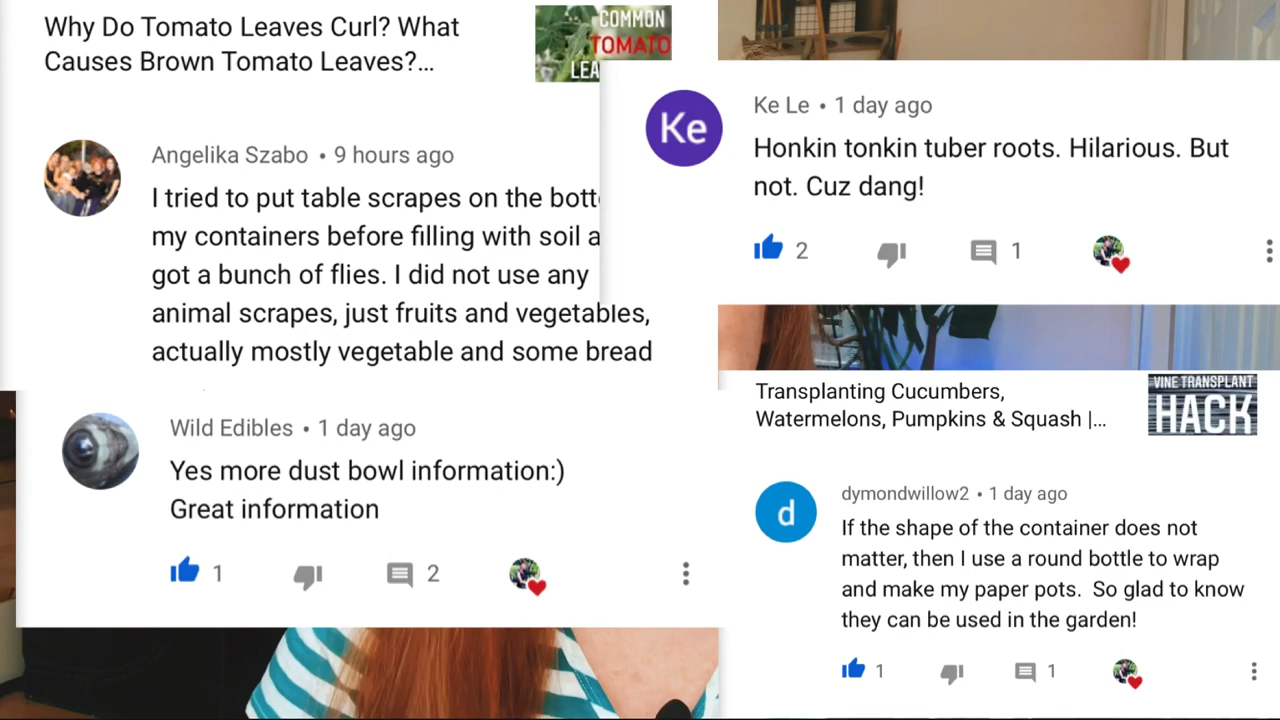 Why Do Tomato Leaves Curl? What
Causes Brown Tomato Leaves?...
COMMON
TOMATO
LEA
Angelika Szabo • 9 hours ago
I tried to put table scrapes on the bott
my containers before filling with soil a
got a bunch of flies. I did not use any
animal scrapes, just fruits and vegetables,
actually mostly vegetable and some bread
Ke
Ke Le • 1 day ago
Honkin tonkin tuber roots. Hilarious. But
not. Cuz dang!
2
1
Wild Edibles • 1 day ago
Yes more dust bowl information:)
Great information
1
2
Transplanting Cucumbers,
Watermelons, Pumpkins & Squash |...
VINE TRANSPLANT
HACK
d
dymondwillow2 • 1 day ago
If the shape of the container does not
matter, then I use a round bottle to wrap
and make my paper pots.  So glad to know
they can be used in the garden!
1
1